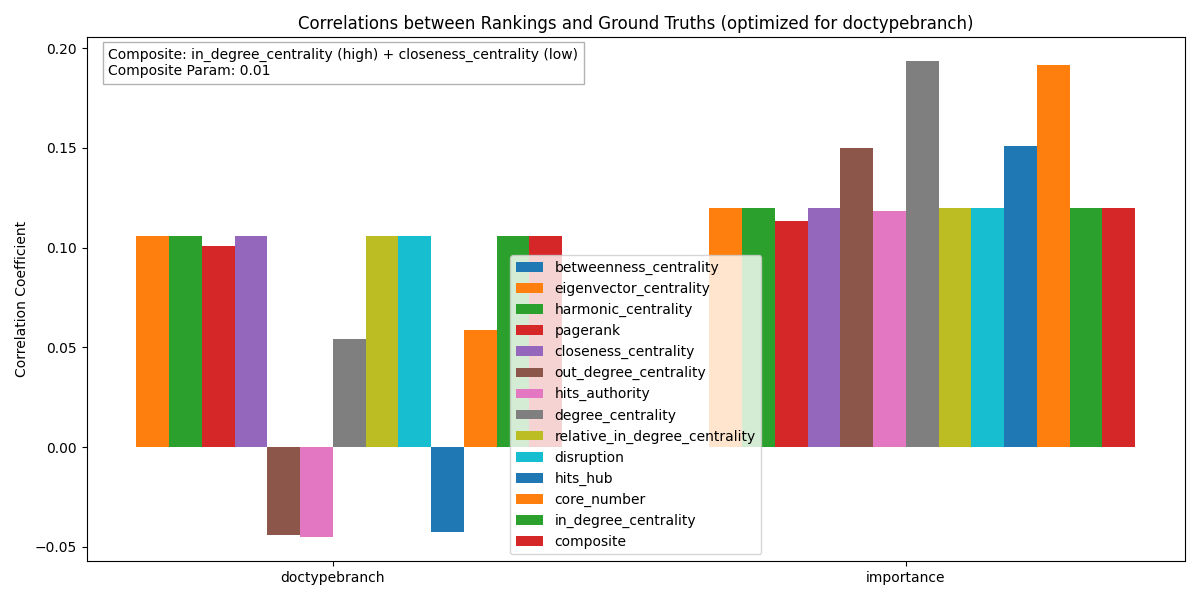 Correlations between Rankings and Ground Truths (optimized for doctypebranch)
Composite: in_degree_centrality (high) + closeness_centrality (low)
Composite Param: 0.01
Correlation Coefficient
0.20
0.15
0.10
0.05
0.00
−0.05
betweenness_centrality
eigenvector_centrality
harmonic_centrality
pagerank
closeness_centrality
out_degree_centrality
hits_authority
degree_centrality
relative_in_degree_centrality
disruption
hits_hub
core_number
in_degree_centrality
composite
doctypebranch
importance